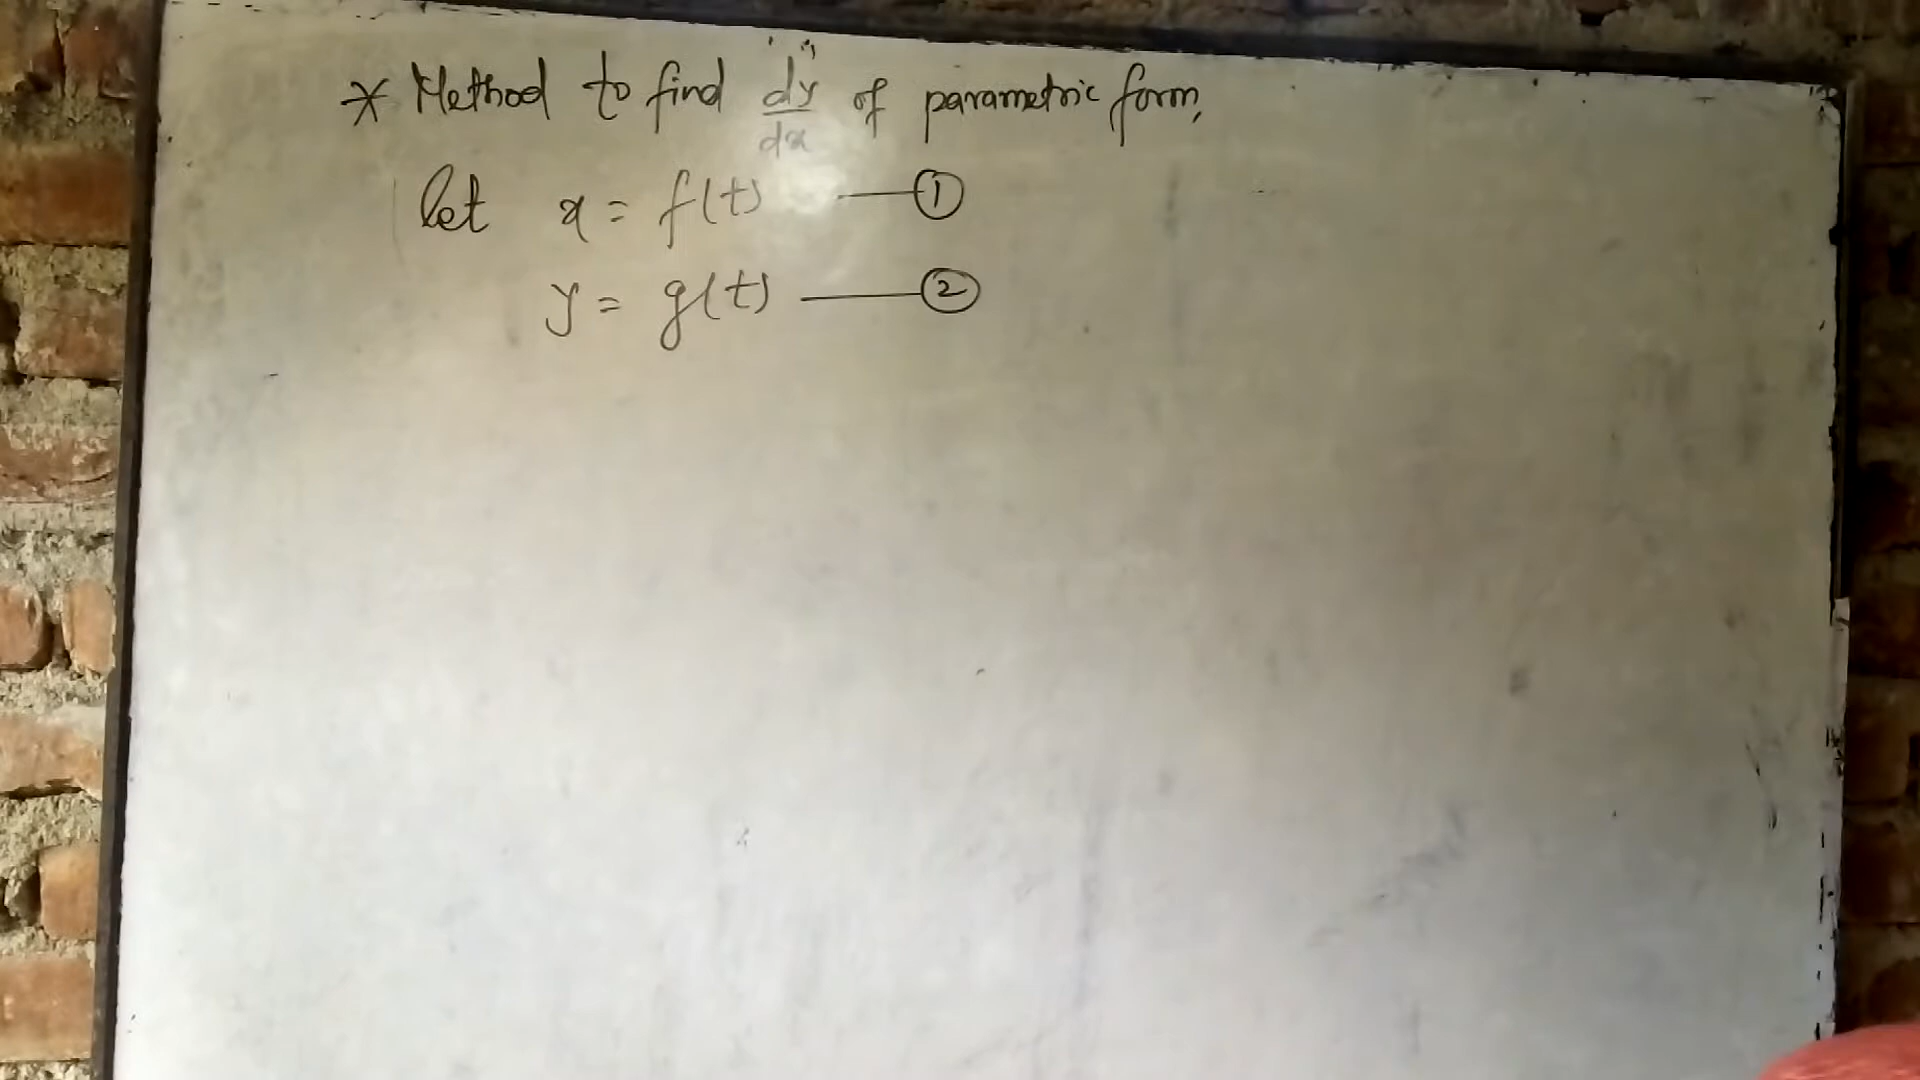 * Method to find dy/dx of parametric form,
let x = f(t) —— ①
y = g(t) —— ②